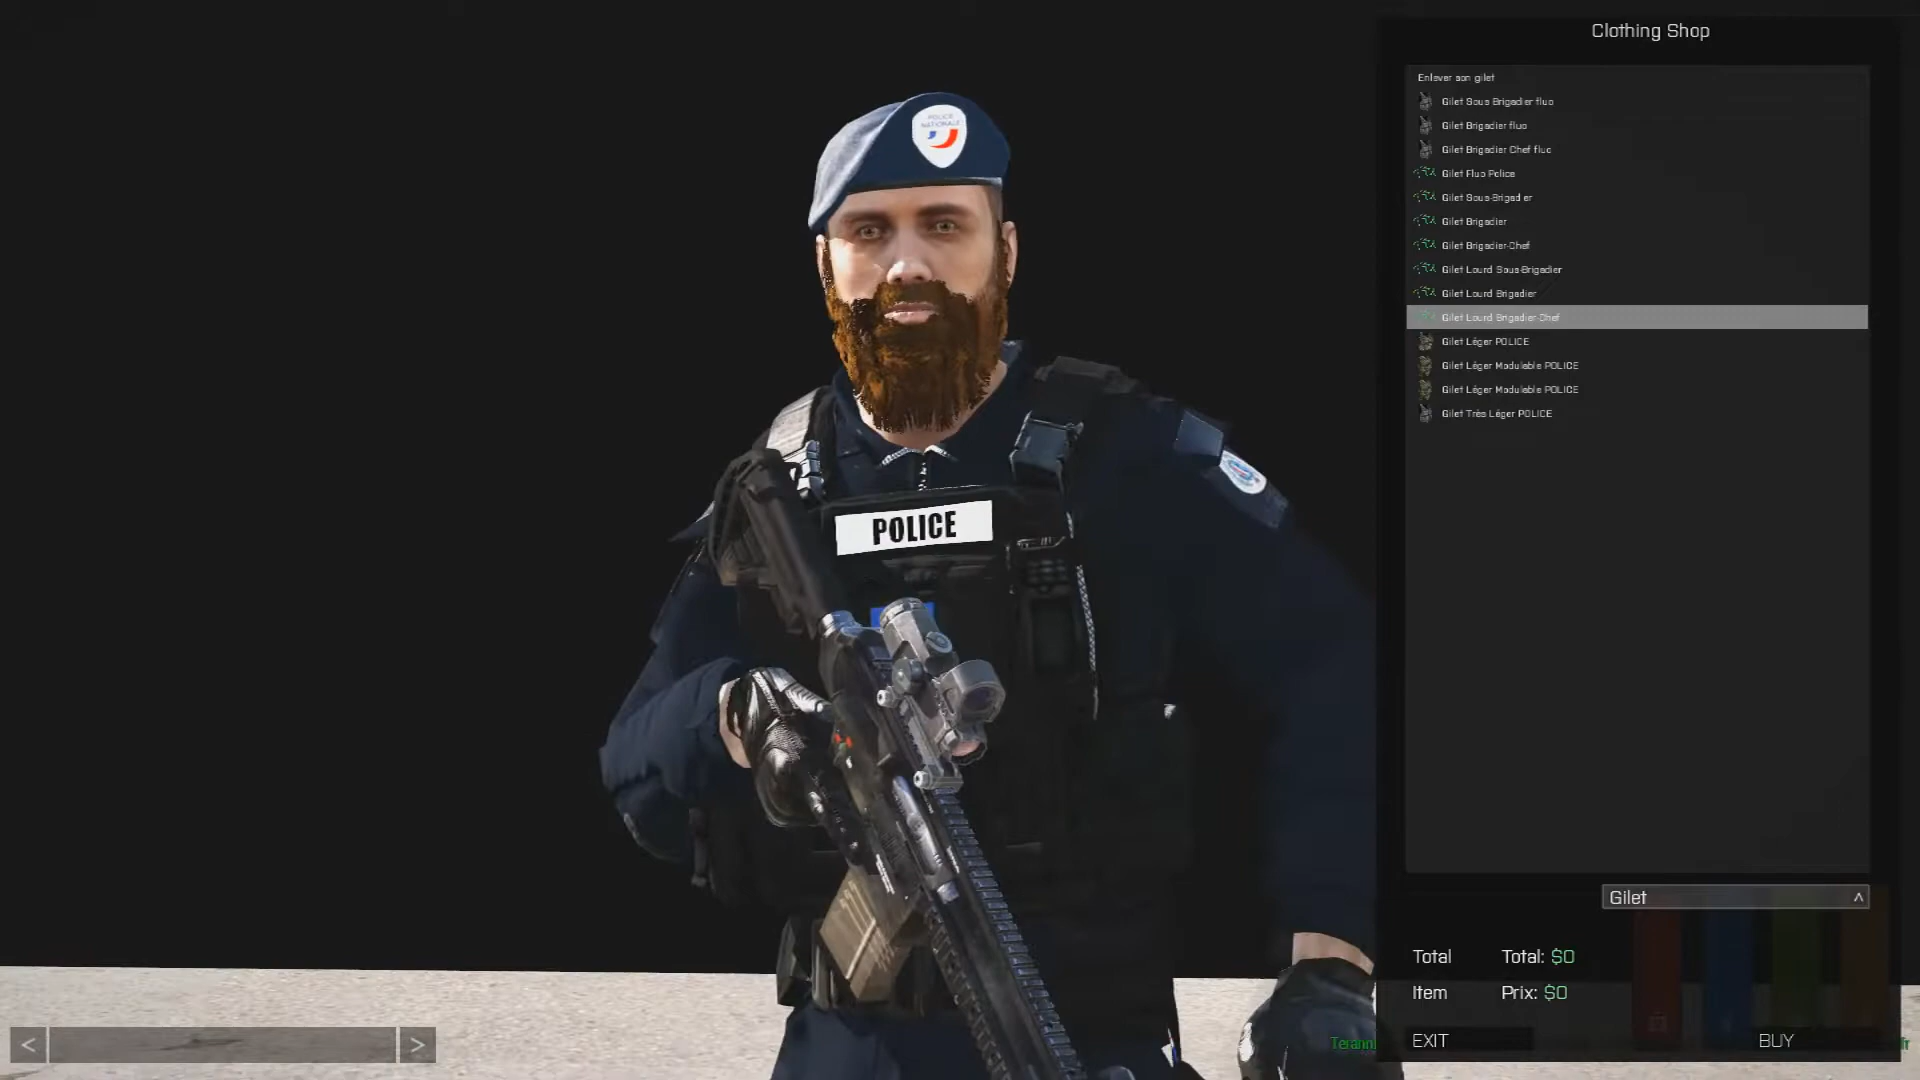 Clothing Shop
Enlever son gilet
Gilet Sous Brigadier fluo
Gilet Brigadier fluo
Gilet Brigadier Chef fluo
Gilet Fluo Police
Gilet Sous-Brigadier
Gilet Brigadier
Gilet Brigadier-Chef
Gilet Lourd Sous-Brigadier
Gilet Lourd Brigadier
Gilet Lourd Brigadier-Chef
Gilet Léger POLICE
Gilet Léger Modulable POLICE
Gilet Léger Modulable POLICE
Gilet Très Léger POLICE
POLICE
NATIONALE
POLICE
Gilet
Total Total: $0
Item Prix: $0
EXIT BUY
< >